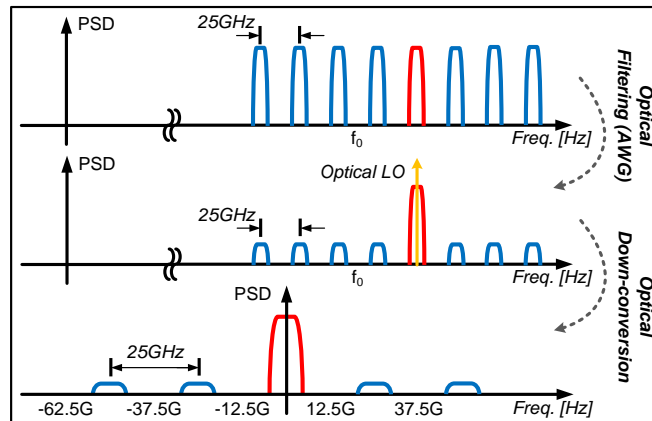 PSD
25GHz
f0
Freq. [Hz]
Optical
Filtering (AWG)
PSD
Optical LO
25GHz
f0
Freq. [Hz]
Optical
Down-conversion
PSD
25GHz
-62.5G -37.5G -12.5G 12.5G 37.5G Freq. [Hz]